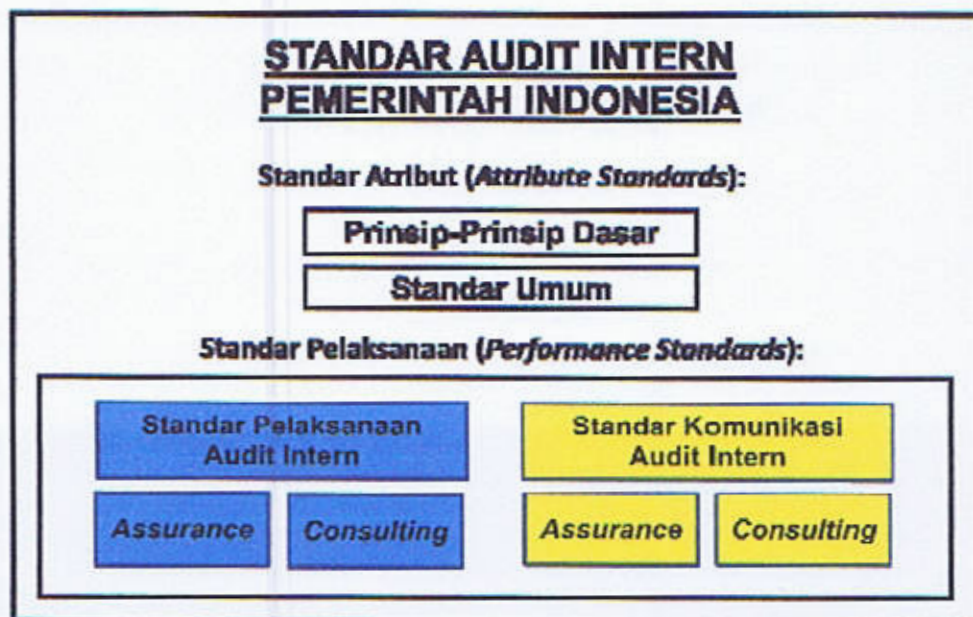 STANDAR AUDIT INTERN
PEMERINTAH INDONESIA
Standar Atribut (Attribute Standards):
Prinsip-Prinsip Dasar
Standar Umum
Standar Pelaksanaan (Performance Standards):
Standar Pelaksanaan
Audit Intern
Assurance
Consulting
Standar Komunikasi
Audit Intern
Assurance
Consulting